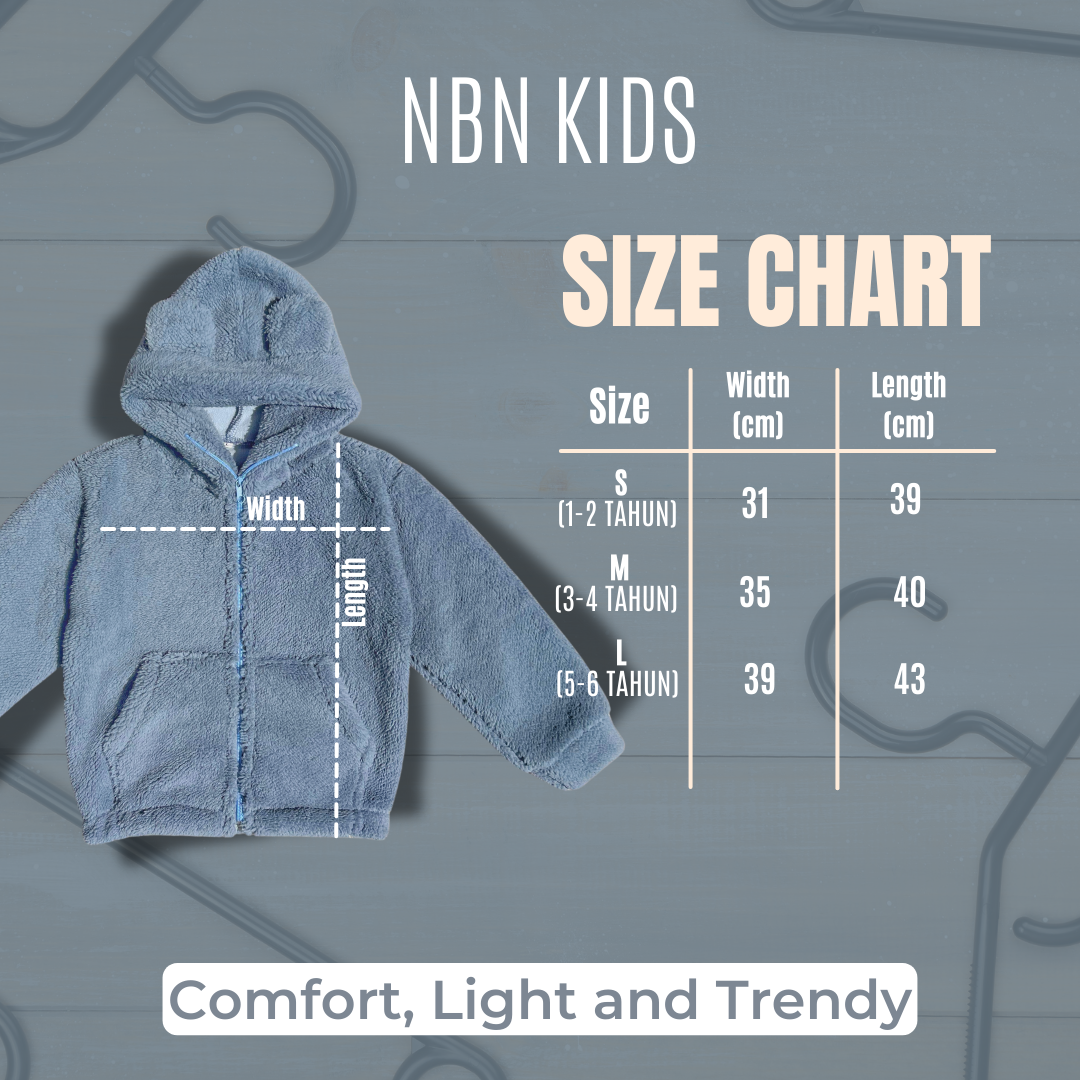 NBN KIDS
SIZE CHART
Size
Width
(cm)
Length
(cm)
S
(1-2 TAHUN)
31
39
M
(3-4 TAHUN)
35
40
L
(5-6 TAHUN)
39
43
Width
Length
Comfort, Light and Trendy